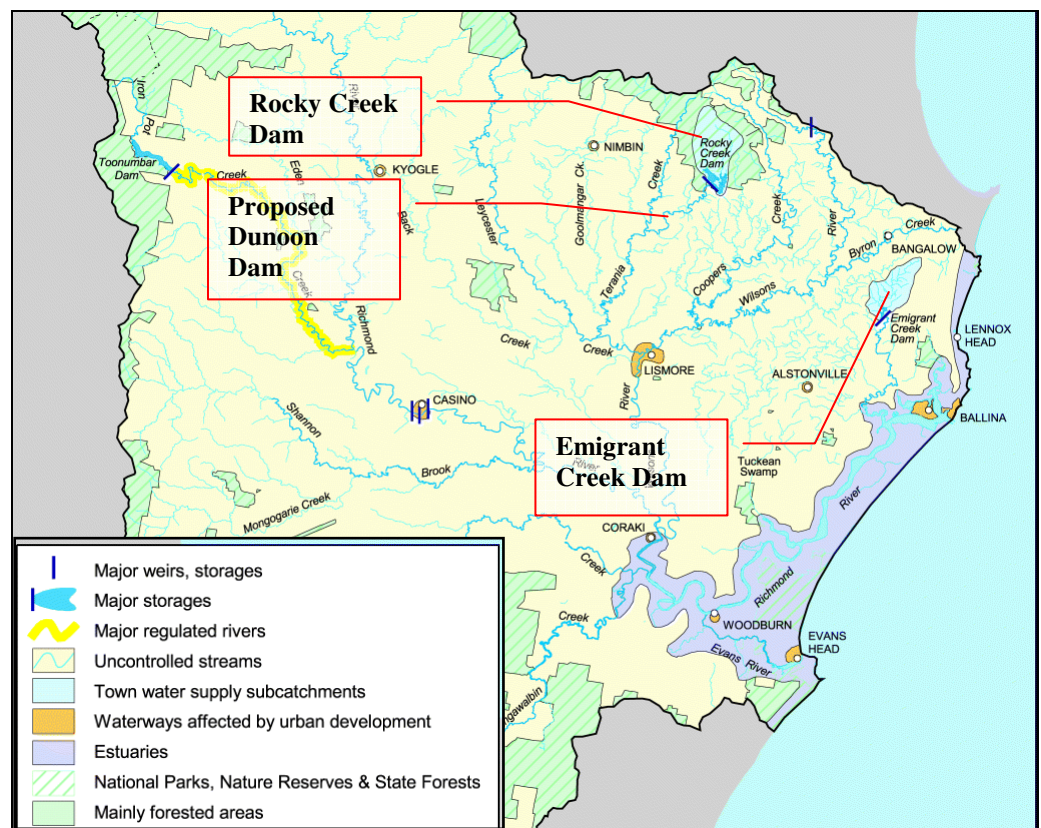 Rocky Creek
Dam
Iron
Pot
Toonumbar
Dam
Creek
Eden
River
KYOGLE
NIMBIN
Rocky
Creek
Dam
Proposed
Dunoon
Dam
Creek
Back
Leycester
Goolmangar Ck.
Creek
Terania
Creek
Coopers
River
Wilsons
Byron
Creek
BANGALOW
Emigrant
Creek
Dam
LENNOX
HEAD
Richmond
Creek
Creek
LISMORE
River
ALSTONVILLE
BALLINA
CASINO
Shannon
Brook
River
Emigrant
Creek Dam
Tuckean
Swamp
River
Mongogarie Creek
CORAKI
Creek
Richmond
Creek
WOODBURN
EVANS
HEAD
Evans River
Major weirs, storages
Major storages
Major regulated rivers
Uncontrolled streams
Town water supply subcatchments
Waterways affected by urban development
Estuaries
National Parks, Nature Reserves & State Forests
Mainly forested areas